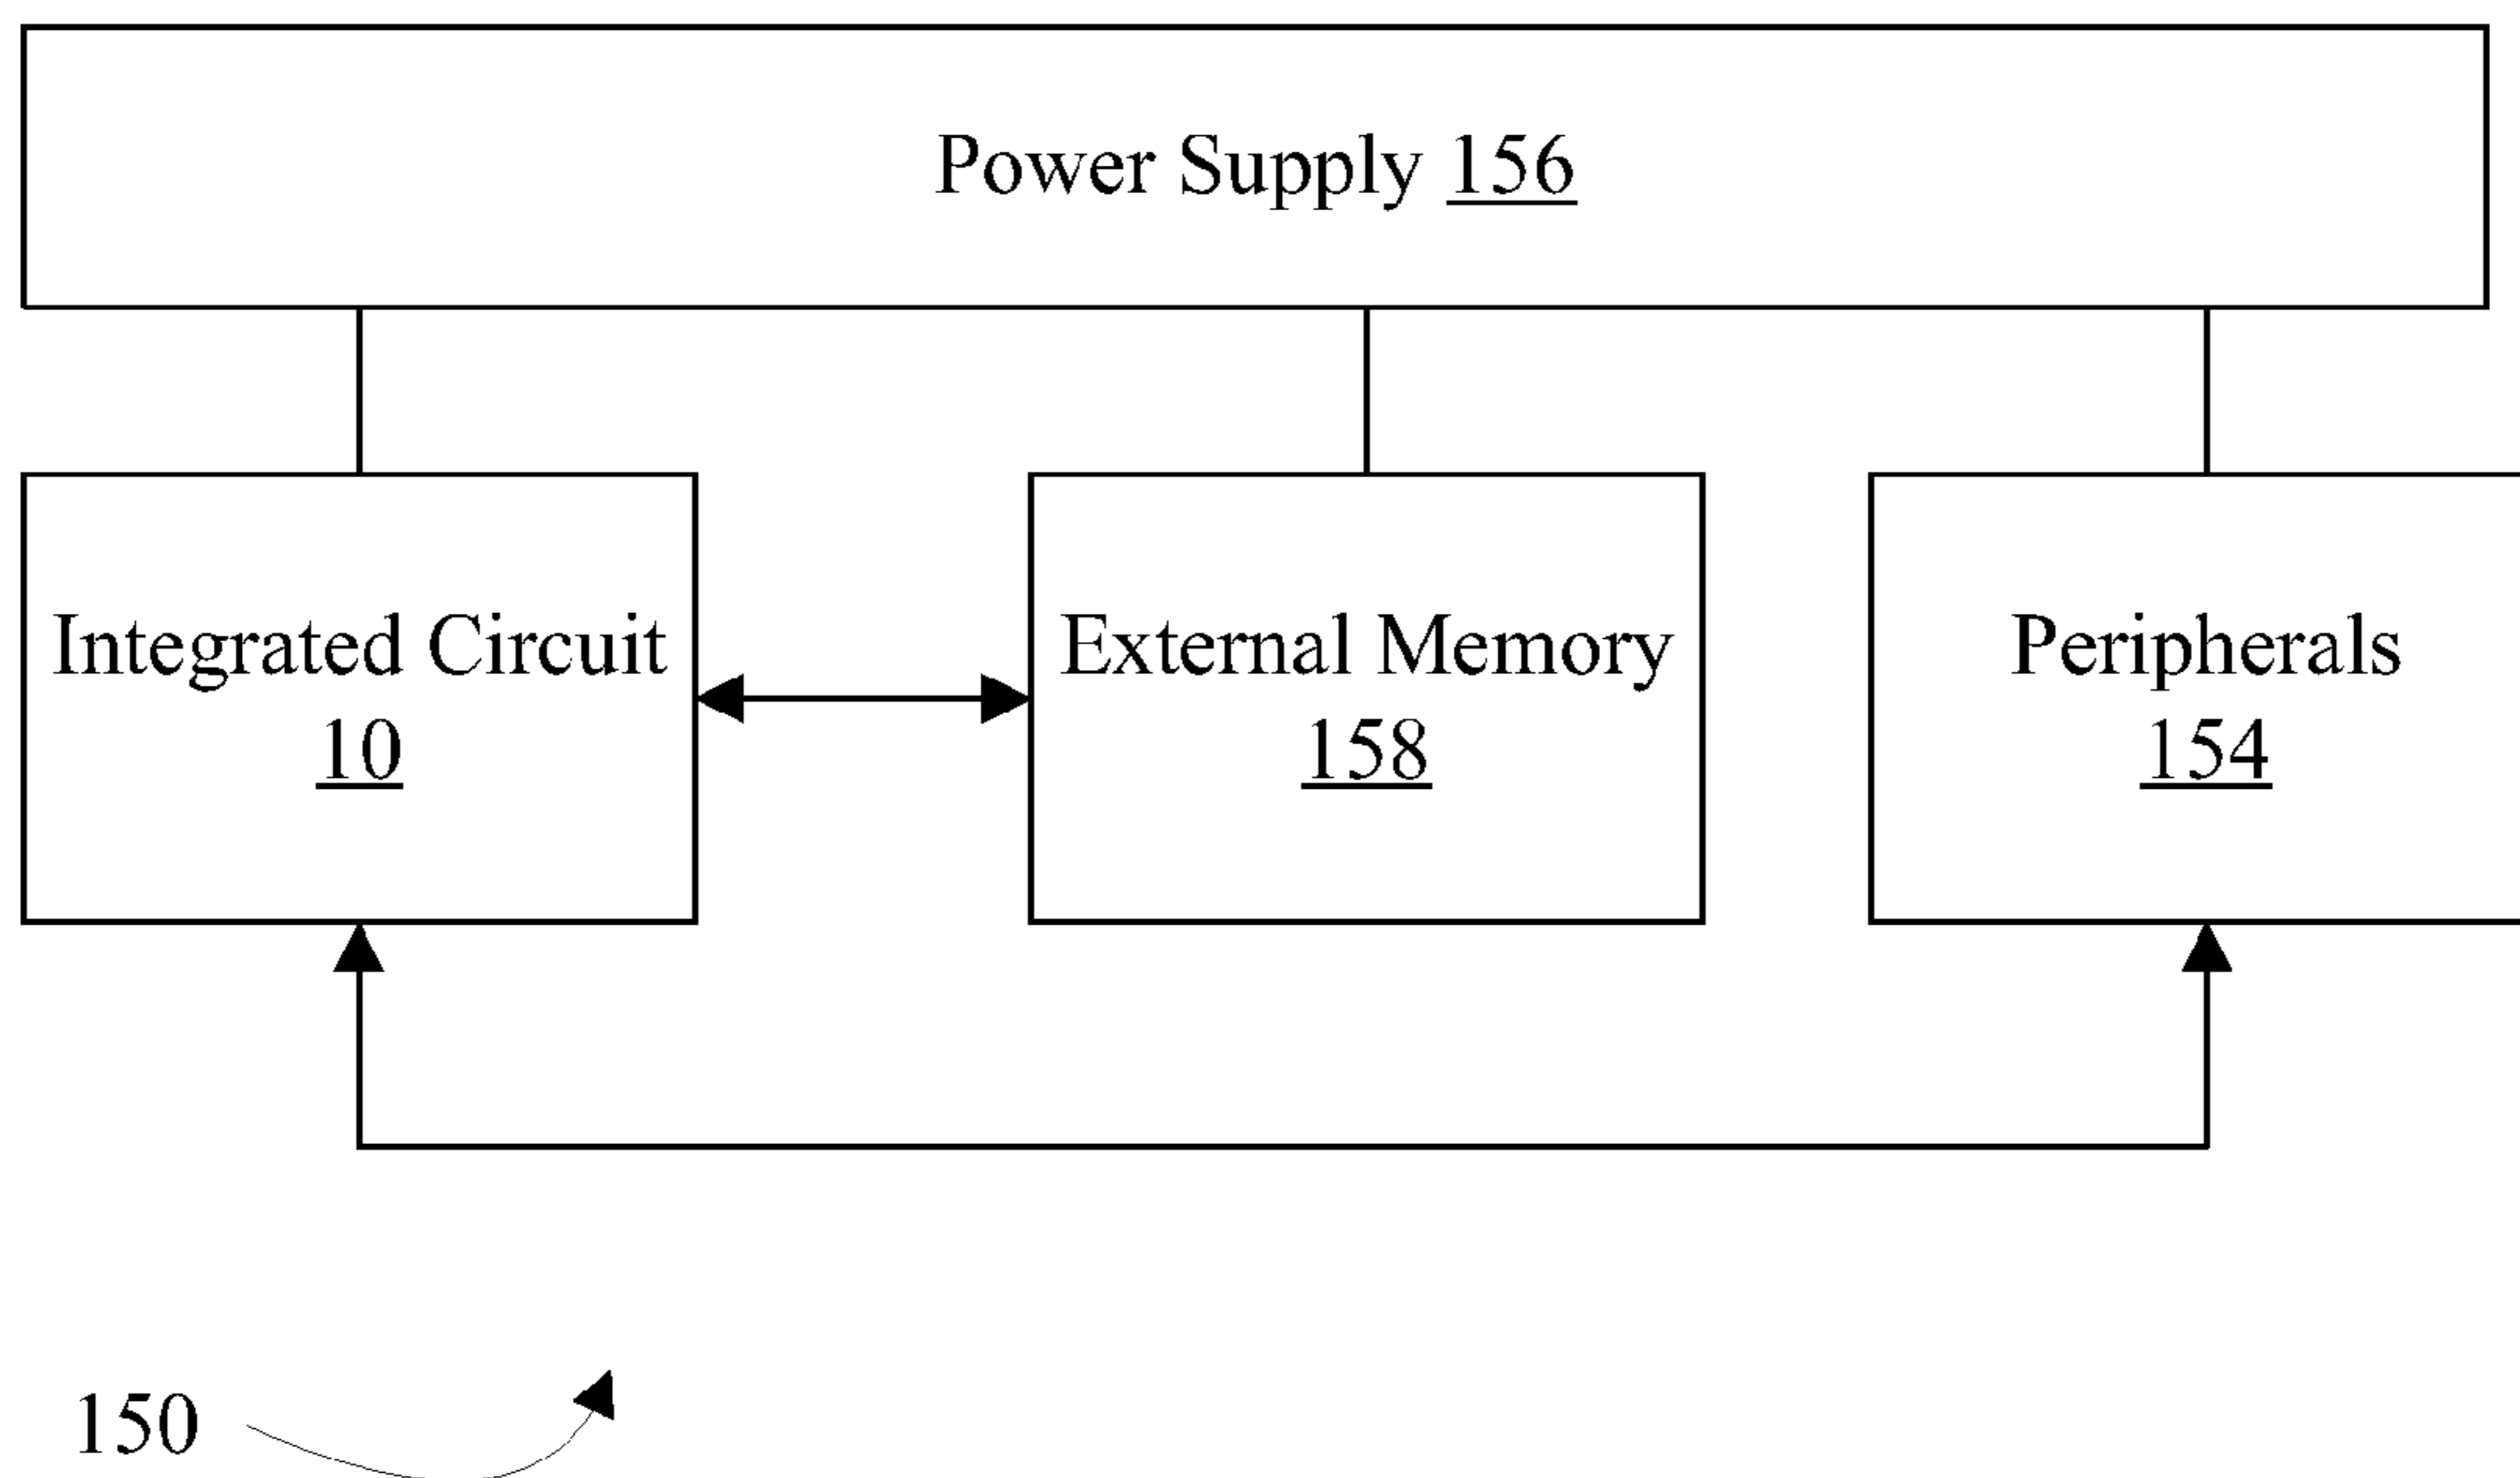 Power Supply 156
Integrated Circuit
10
External Memory
158
Peripherals
154
150